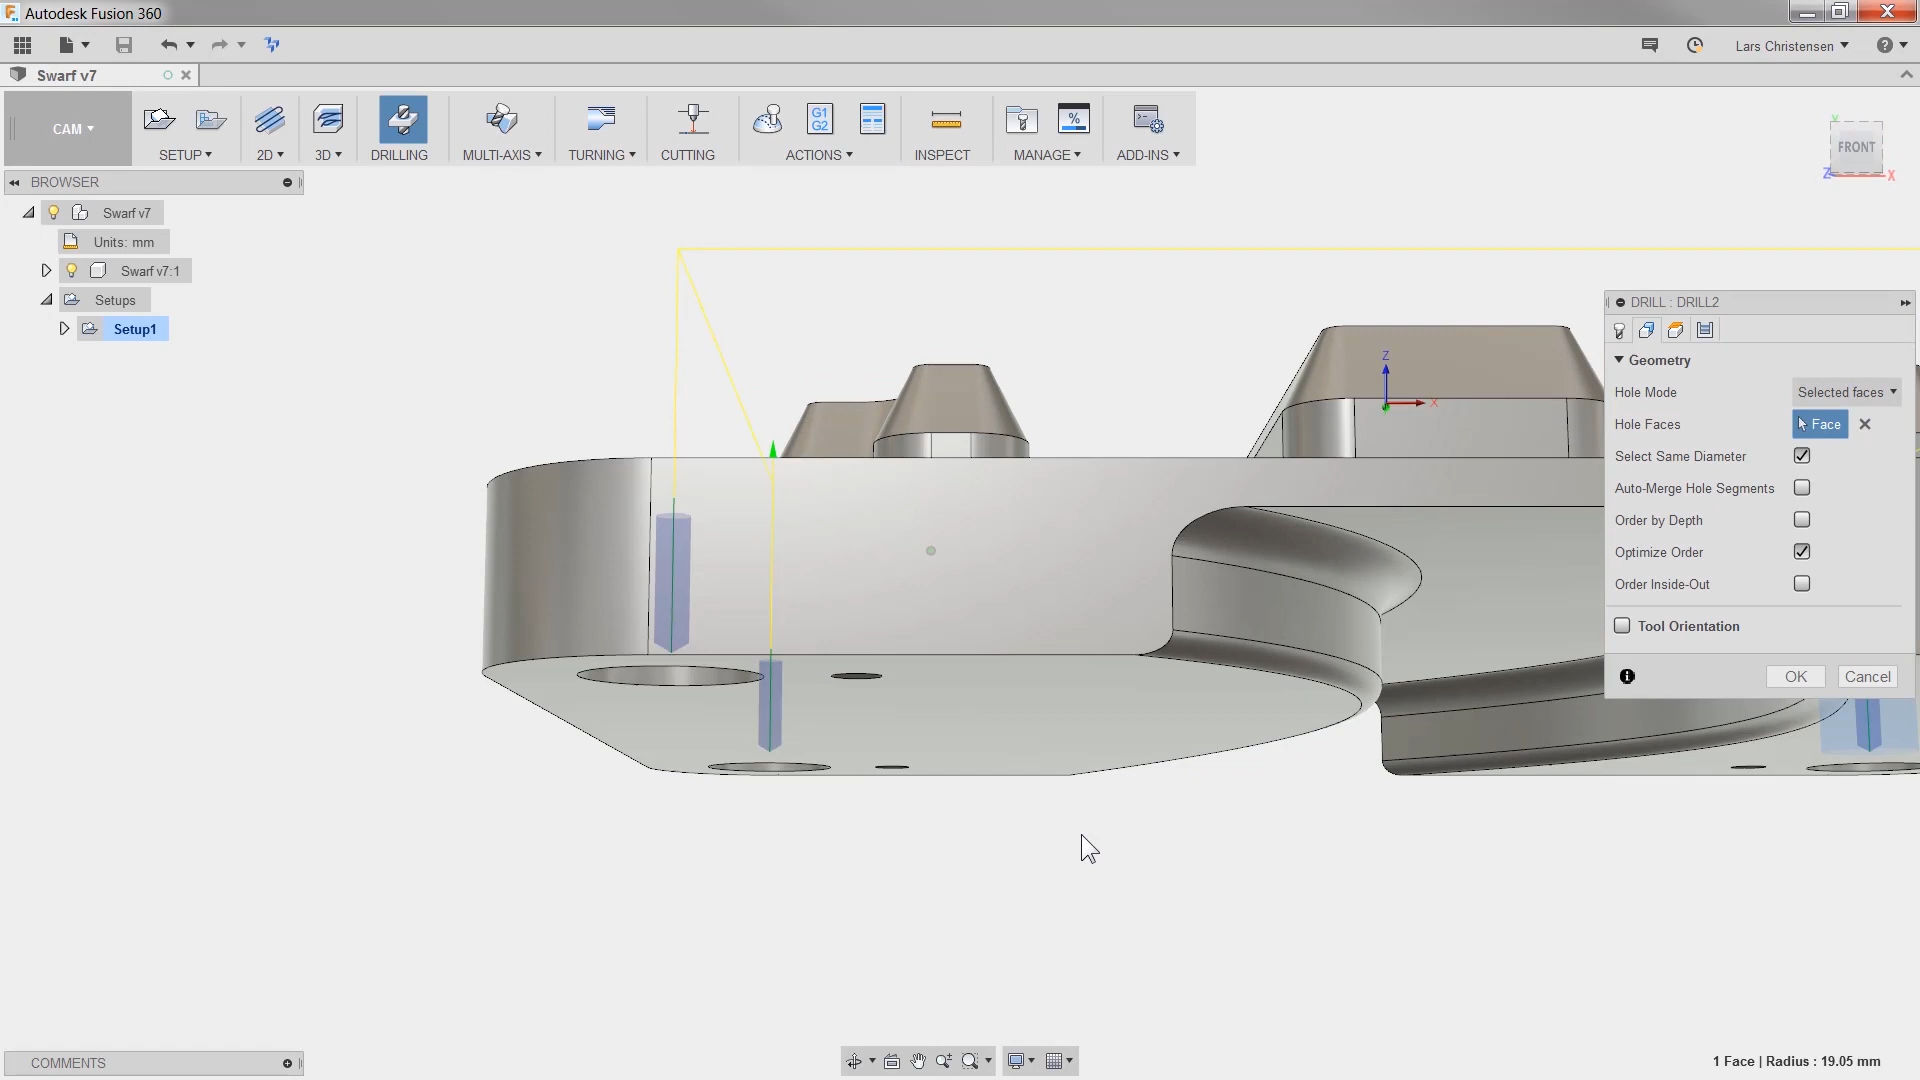 Autodesk Fusion 360
Lars Christensen
Swarf v7
CAM
SETUP
2D
3D
DRILLING
MULTI-AXIS
TURNING
CUTTING
G1
G2
ACTIONS
INSPECT
%
MANAGE
ADD-INS
Y
FRONT
Z
X
BROWSER
Swarf v7
Units: mm
Swarf v7:1
Setups
Setup1
Z
X
DRILL : DRILL2
Geometry
Hole Mode
Selected faces
Hole Faces
Face
Select Same Diameter
Auto-Merge Hole Segments
Order by Depth
Optimize Order
Order Inside-Out
Tool Orientation
OK
Cancel
COMMENTS
1 Face | Radius : 19.05 mm